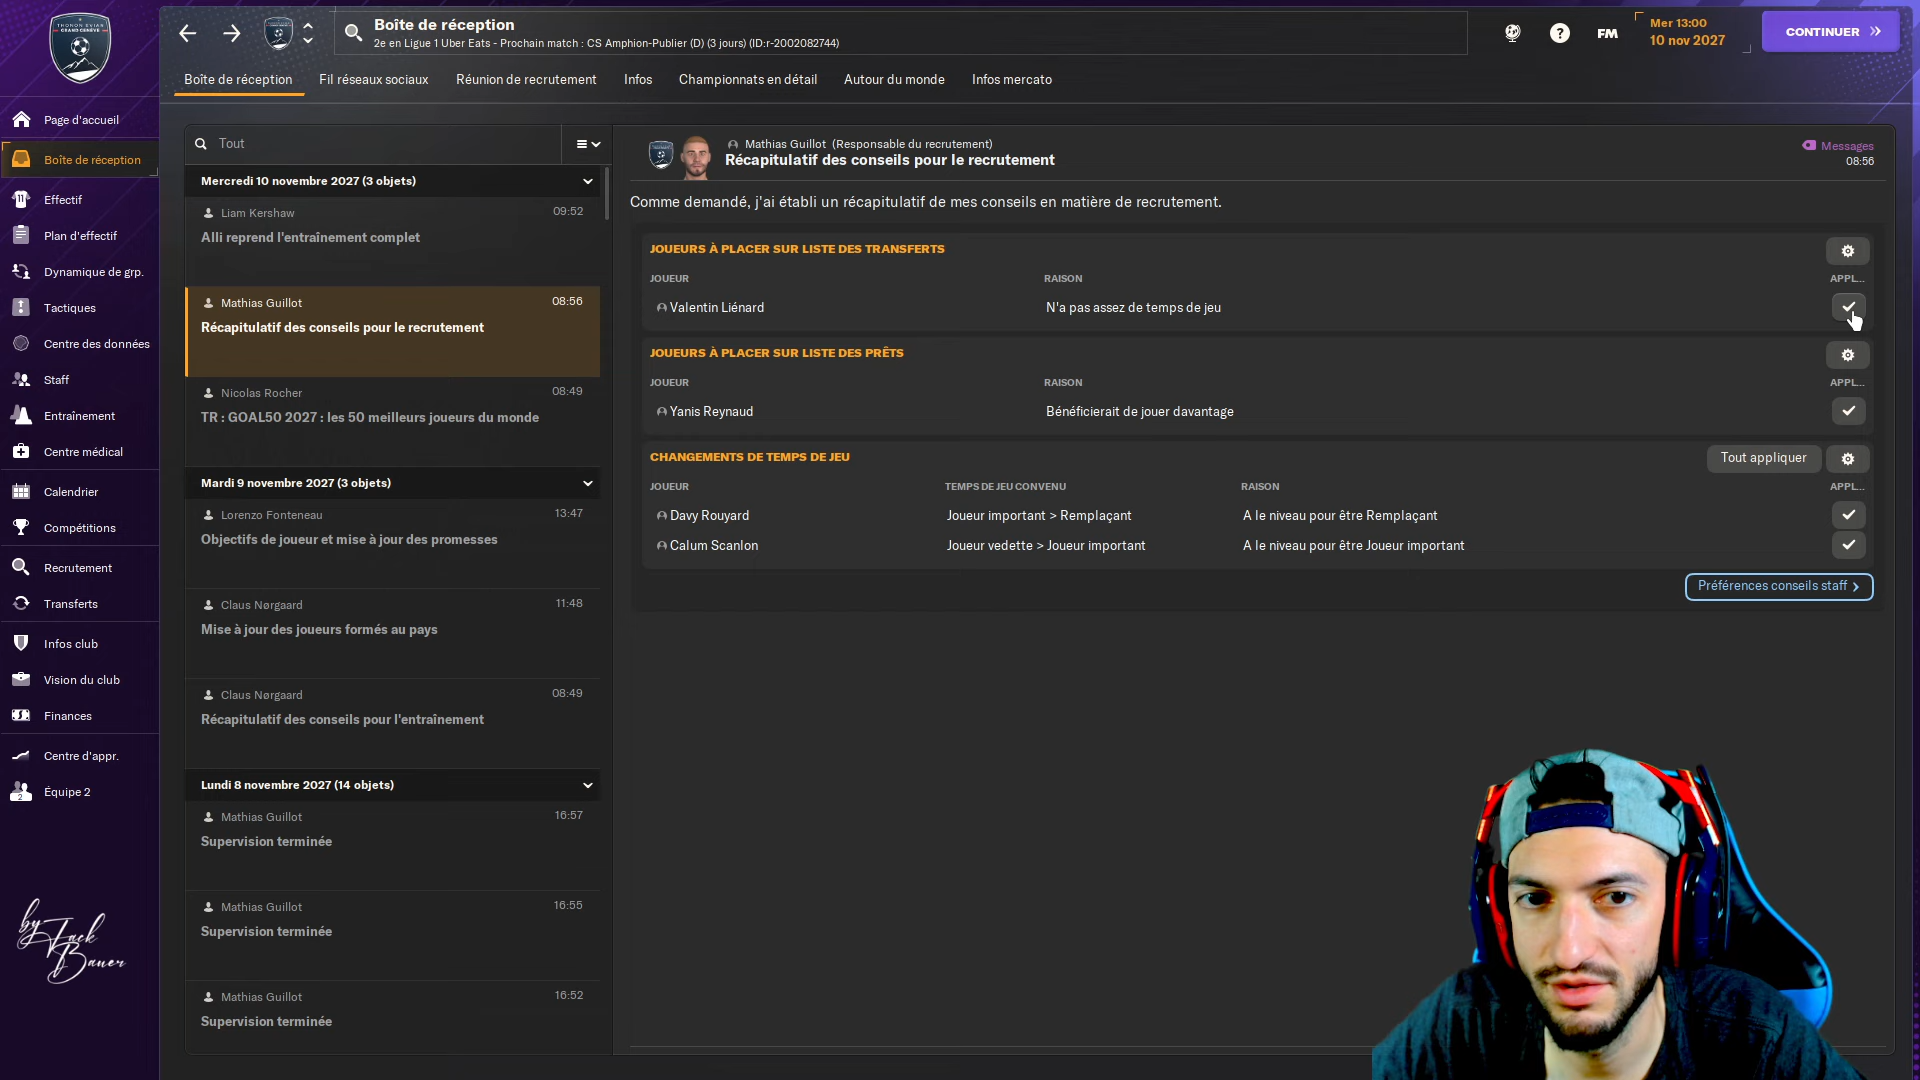 THONON EVIAN
GRAND GENÈVE
Boîte de réception
2e en Ligue 1 Uber Eats - Prochain match : CS Amphion-Publier (D) (3 jours) (ID:r-2002082744)
FM
Mer 13:00
10 nov 2027
CONTINUER
Boîte de réception
Fil réseaux sociaux
Réunion de recrutement
Infos
Championnats en détail
Autour du monde
Infos mercato
Page d'accueil
Boîte de réception
Effectif
Plan d'effectif
Dynamique de grp.
Tactiques
Centre des données
Staff
Entraînement
Centre médical
Calendrier
Compétitions
Recrutement
Transferts
Infos club
Vision du club
Finances
Centre d'appr.
2
Équipe 2
by Jack
Bauer
Tout
Mercredi 10 novembre 2027 (3 objets)
Liam Kershaw 09:52
Alli reprend l'entraînement complet
Mathias Guillot 08:56
Récapitulatif des conseils pour le recrutement
Nicolas Rocher 08:49
TR : GOAL50 2027 : les 50 meilleurs joueurs du monde
Mardi 9 novembre 2027 (3 objets)
Lorenzo Fonteneau 13:47
Objectifs de joueur et mise à jour des promesses
Claus Nørgaard 11:48
Mise à jour des joueurs formés au pays
Claus Nørgaard 08:49
Récapitulatif des conseils pour l'entraînement
Lundi 8 novembre 2027 (14 objets)
Mathias Guillot 16:57
Supervision terminée
Mathias Guillot 16:55
Supervision terminée
Mathias Guillot 16:52
Supervision terminée
Mathias Guillot (Responsable du recrutement)
Récapitulatif des conseils pour le recrutement
Messages
08:56
Comme demandé, j'ai établi un récapitulatif de mes conseils en matière de recrutement.
JOUEURS À PLACER SUR LISTE DES TRANSFERTS
JOUEUR RAISON APPL...
Valentin Liénard N'a pas assez de temps de jeu
JOUEURS À PLACER SUR LISTE DES PRÊTS
JOUEUR RAISON APPL...
Yanis Reynaud Bénéficierait de jouer davantage
CHANGEMENTS DE TEMPS DE JEU Tout appliquer
JOUEUR TEMPS DE JEU CONVENU RAISON APPL...
Davy Rouyard Joueur important > Remplaçant A le niveau pour être Remplaçant
Calum Scanlon Joueur vedette > Joueur important A le niveau pour être Joueur important
Préférences conseils staff